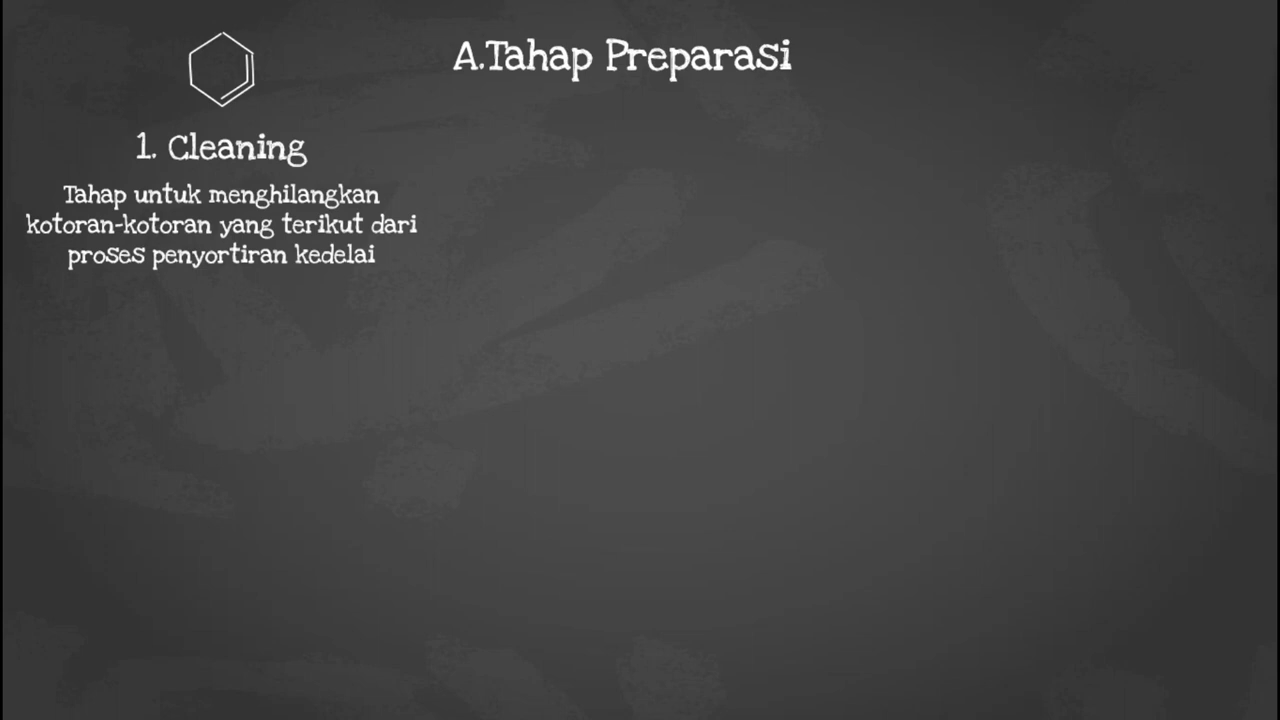 A.Tahap Preparasi
1. Cleaning
Tahap untuk menghilangkan
kotoran-kotoran yang terikut dari
proses penyortiran kedelai